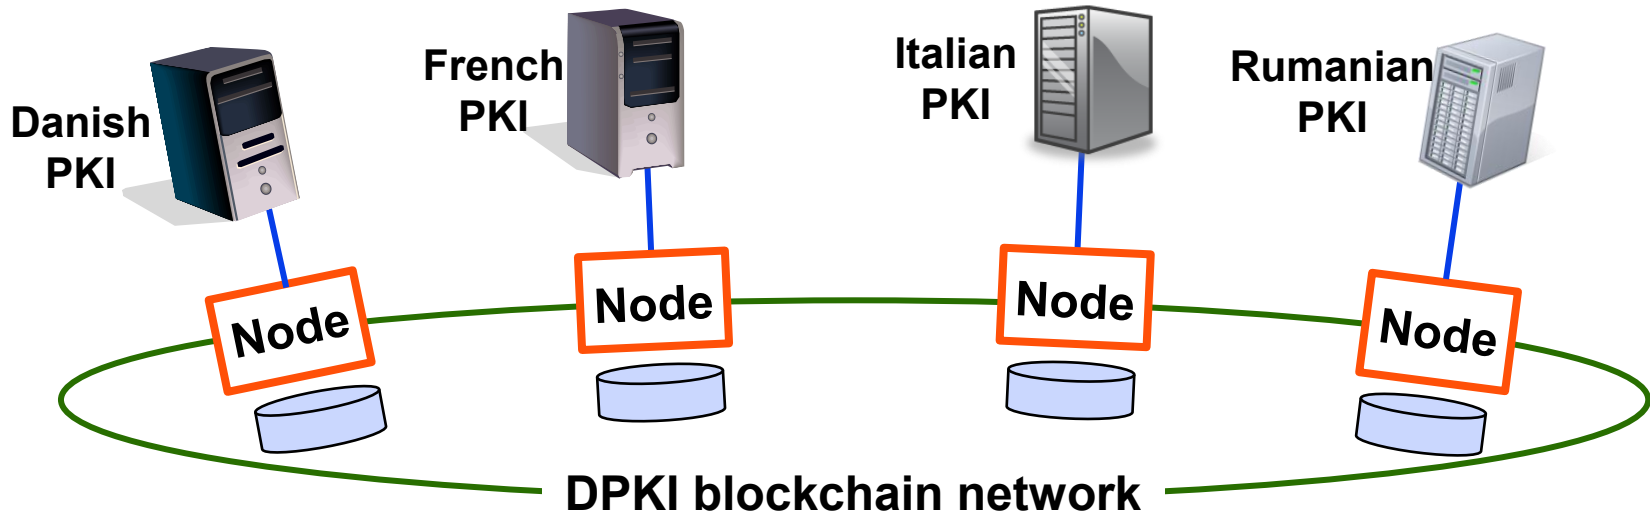 Danish
PKI
French
PKI
Italian
PKI
Rumanian
PKI
Node
Node
Node
Node
DPKI blockchain network